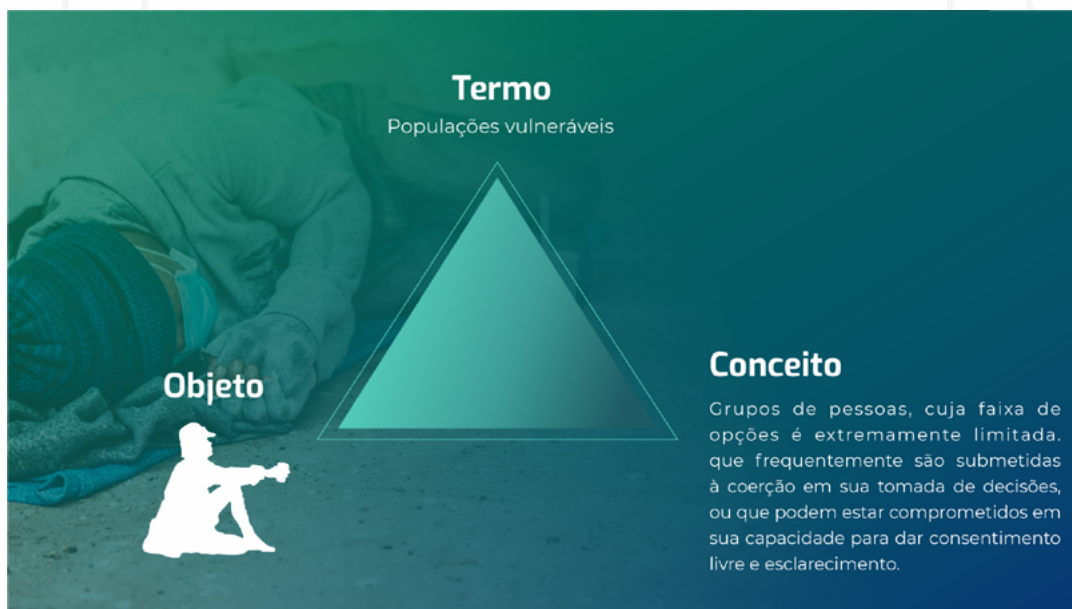 Termo
Populações vulneráveis
Objeto
Conceito
Grupos de pessoas, cuja faixa de
opções é extremamente limitada.
que frequentemente são submetidas
à coerção em sua tomada de decisões,
ou que podem estar comprometidos em
sua capacidade para dar consentimento
livre e esclarecimento.